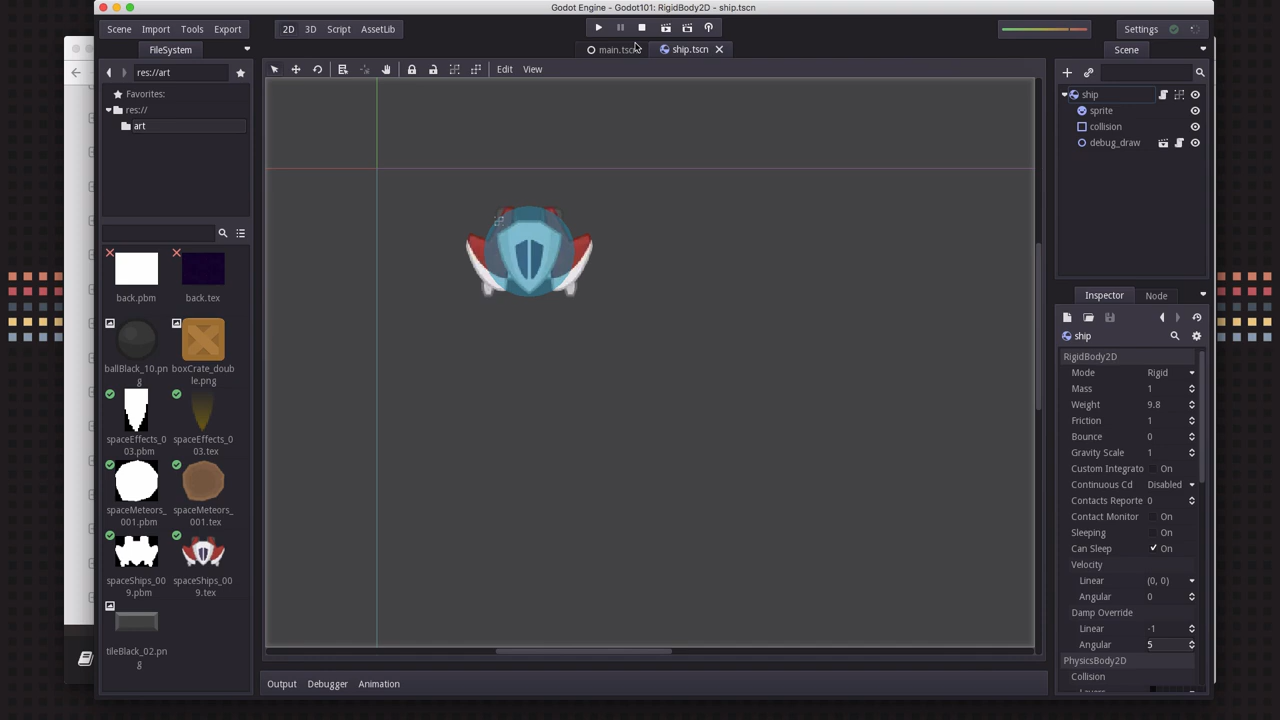 Godot Engine - Godot101: RigidBody2D - ship.tscn
Scene Import Tools Export
2D 3D Script AssetLib
Settings
FileSystem
main.tscn
ship.tscn
Scene
res://art
Edit View
Favorites:
res://
art
ship
sprite
collision
debug_draw
back.pbm
back.tex
ballBlack_10.pn
g
boxCrate_dou
ble.png
spaceEffects_0
03.pbm
spaceEffects_0
03.tex
spaceMeteors_
001.pbm
spaceMeteors_
001.tex
spaceShips_00
9.pbm
spaceShips_00
9.tex
tileBlack_02.pn
g
Inspector Node
ship
RigidBody2D
Mode Rigid
Mass 1
Weight 9.8
Friction 1
Bounce 0
Gravity Scale 1
Custom Integrato On
Continuous Cd Disabled
Contacts Reporte 0
Contact Monitor On
Sleeping On
Can Sleep On
Velocity
Linear (0, 0)
Angular 0
Damp Override
Linear -1
Angular 5
PhysicsBody2D
Collision
Output Debugger Animation